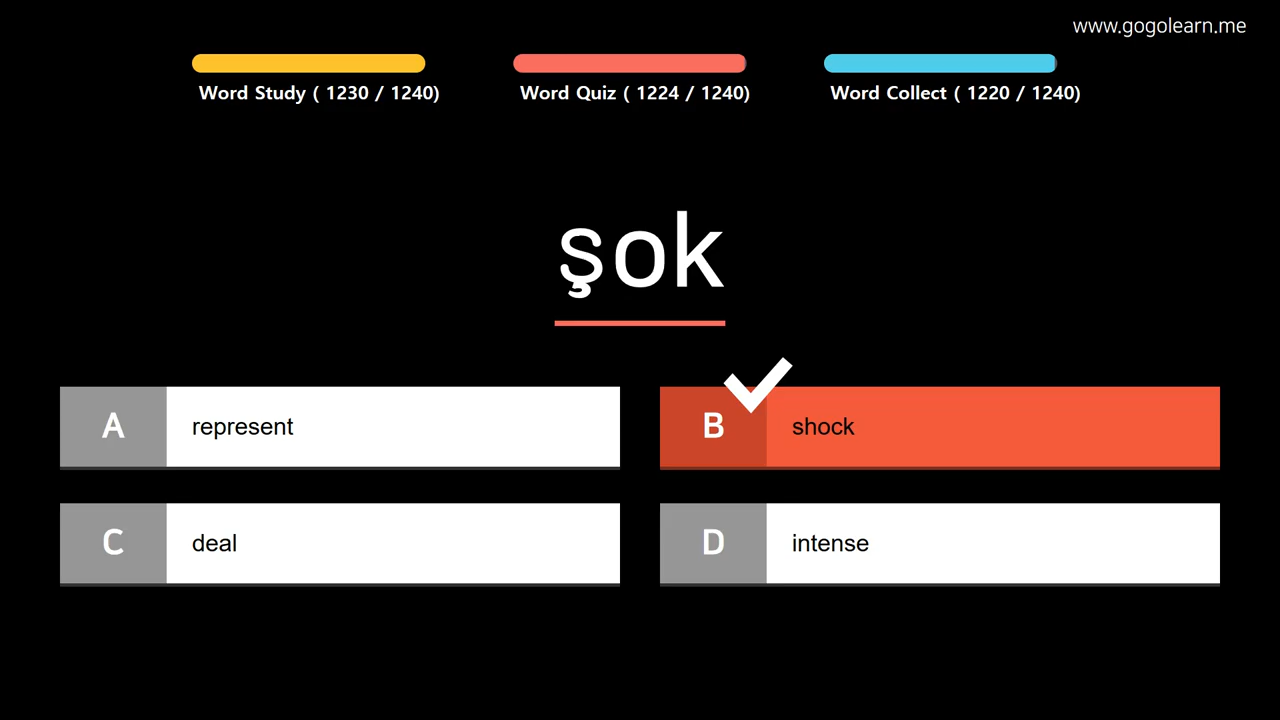 www.gogolearn.me
Word Study ( 1230 / 1240)
Word Quiz ( 1224 / 1240)
Word Collect ( 1220 / 1240)
şok
A represent
B shock
C deal
D intense